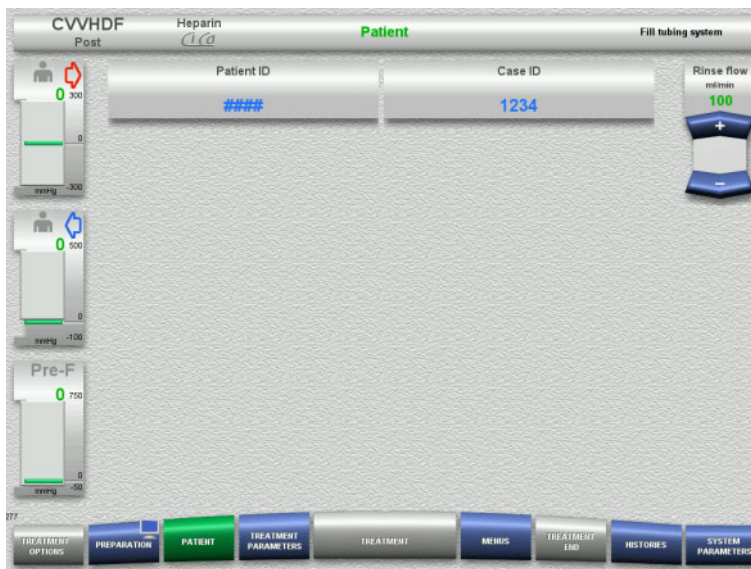 CVVHDF
Post
Heparin
CiCa
Patient
Fill tubing system
Patient ID
####
Case ID
1234
Rinse flow
ml/min
100
+
−
0
300
0
-300
mmHg
0
500
0
-100
mmHg
Pre-F
0
750
0
-50
mmHg
277
TREATMENT
OPTIONS
PREPARATION
PATIENT
TREATMENT
PARAMETERS
TREATMENT
MENUS
TREATMENT
END
HISTORIES
SYSTEM
PARAMETERS